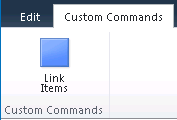 Edit Custom Commands
Link
Items
Custom Commands